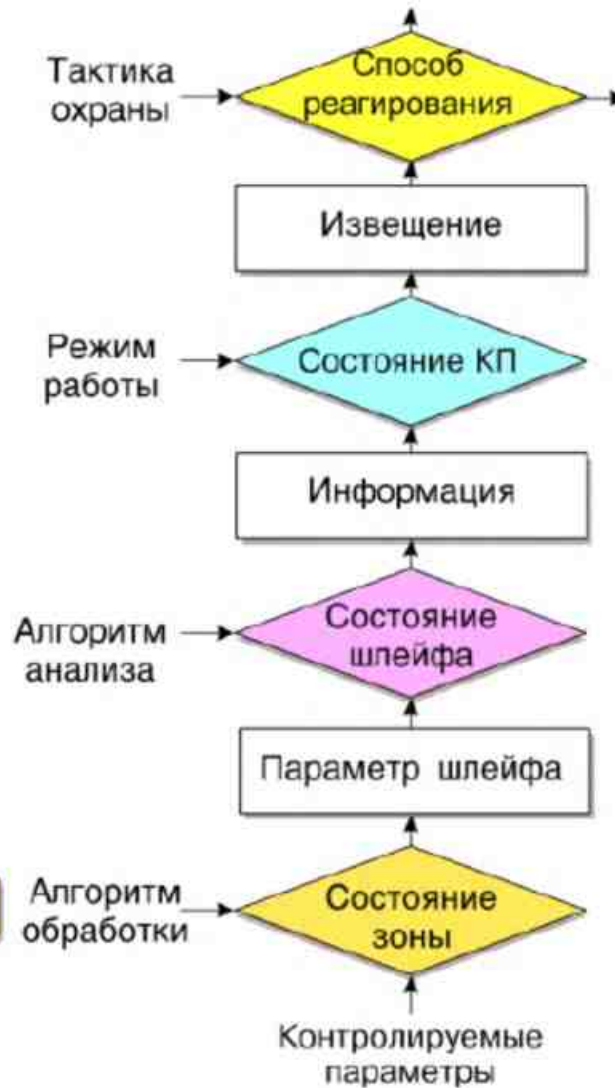 Тактика
охраны
Способ
реагирования
Извещение
Режим
работы
Состояние КП
Информация
Алгоритм
анализа
Состояние
шлейфа
Параметр шлейфа
Алгоритм
обработки
Состояние
зоны
Контролируемые
параметры